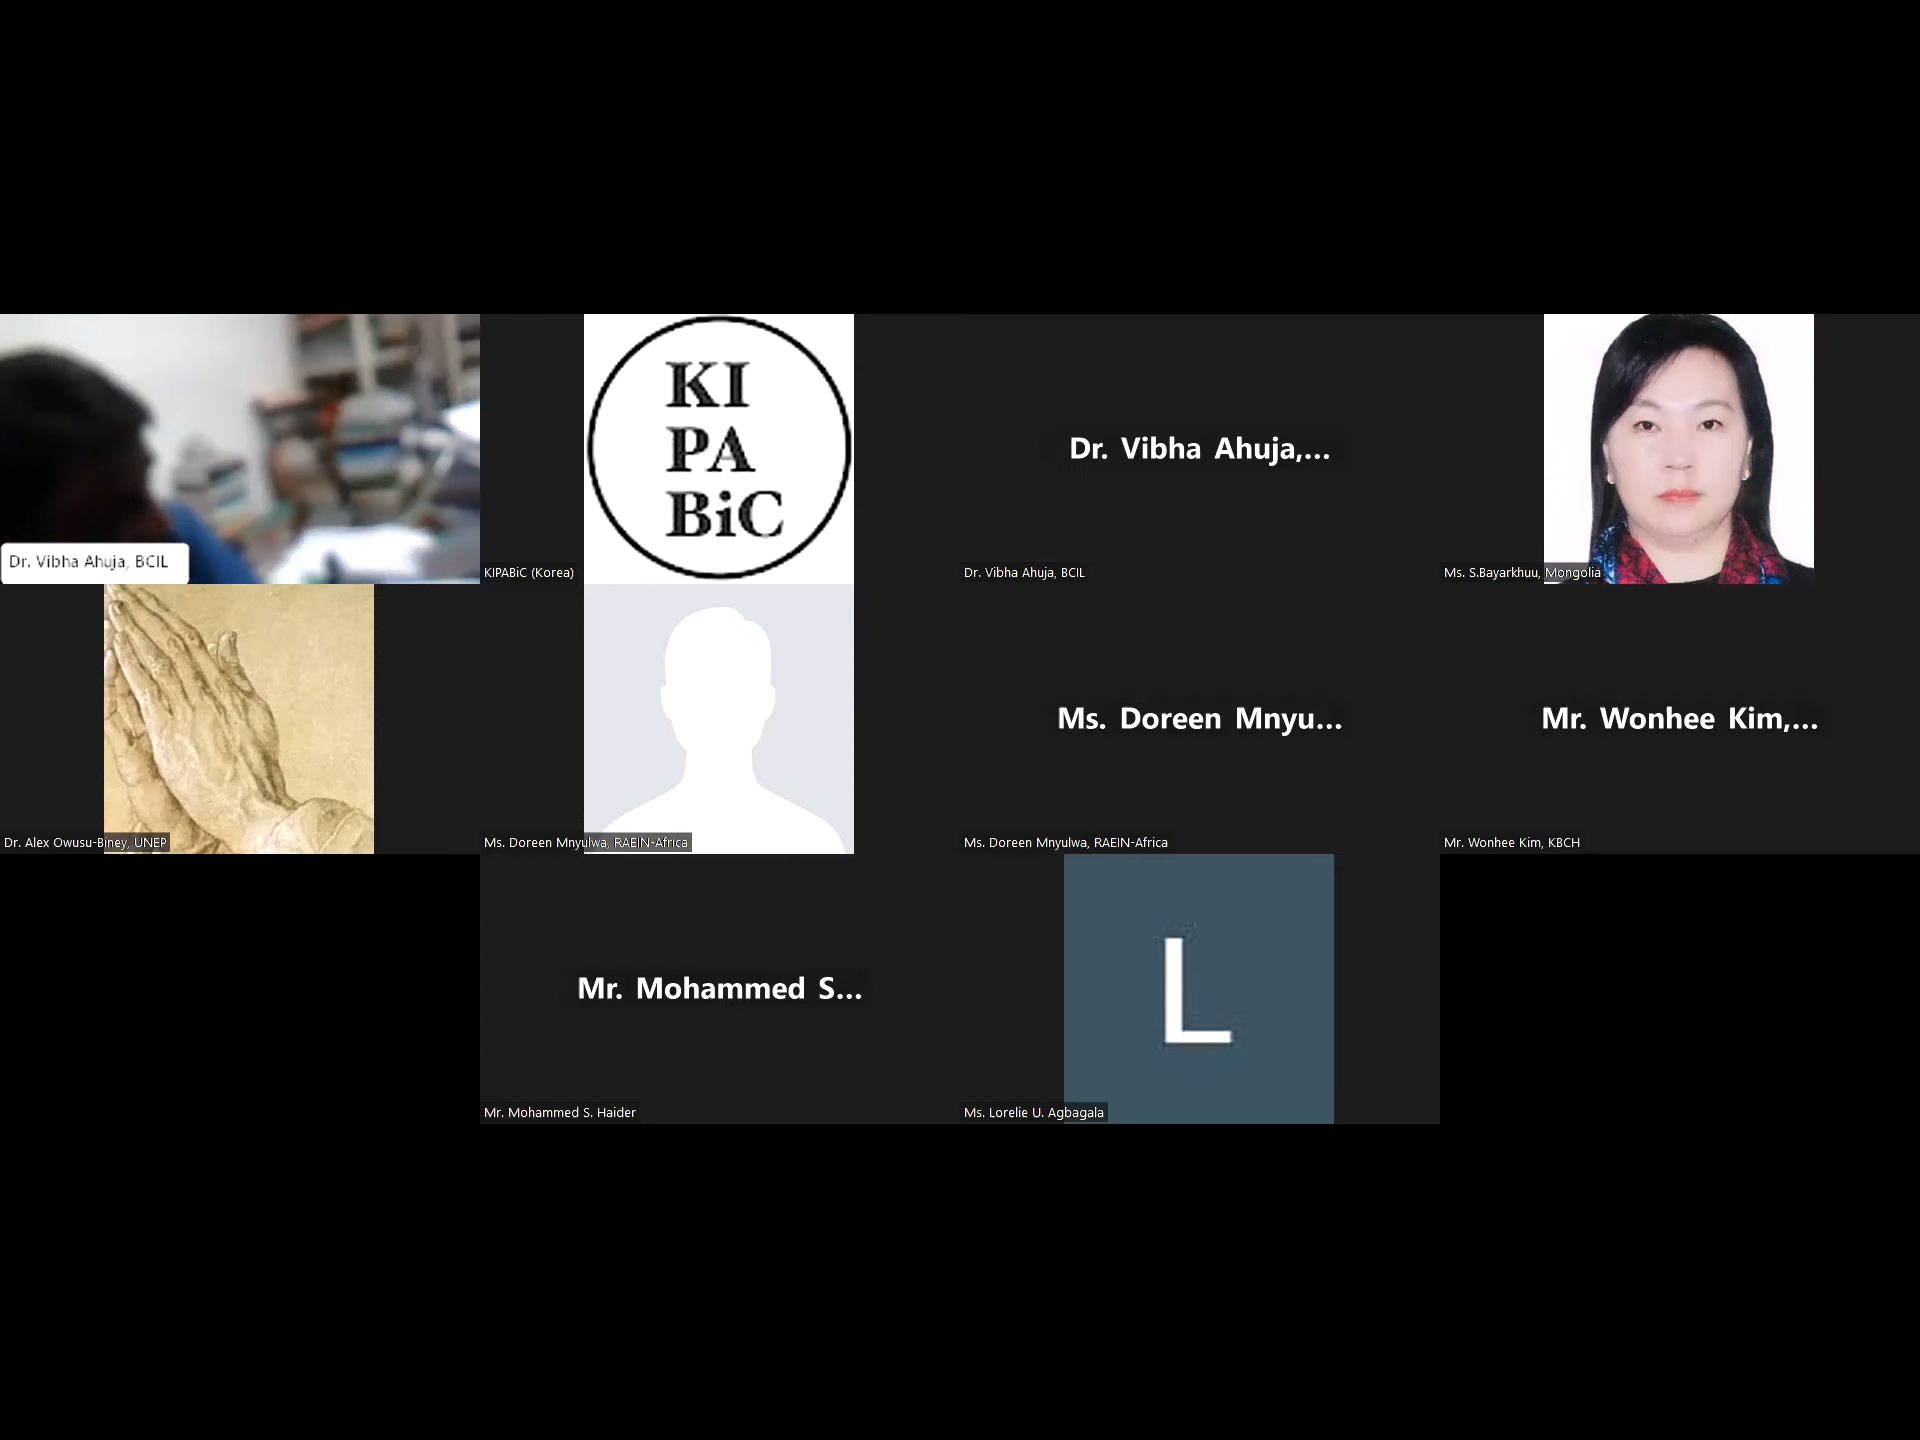 Dr. Vibha Ahuja, BCIL
KI
PA
BiC
KIPABiC (Korea)
Dr. Vibha Ahuja,...
Dr. Vibha Ahuja, BCIL
Ms. S.Bayarkhuu, Mongolia
Dr. Alex Owusu-Biney, UNEP
Ms. Doreen Mnyulwa, RAEIN-Africa
Ms. Doreen Mnyu...
Ms. Doreen Mnyulwa, RAEIN-Africa
Mr. Wonhee Kim,...
Mr. Wonhee Kim, KBCH
Mr. Mohammed S...
Mr. Mohammed S. Haider
L
Ms. Lorelie U. Agbagala